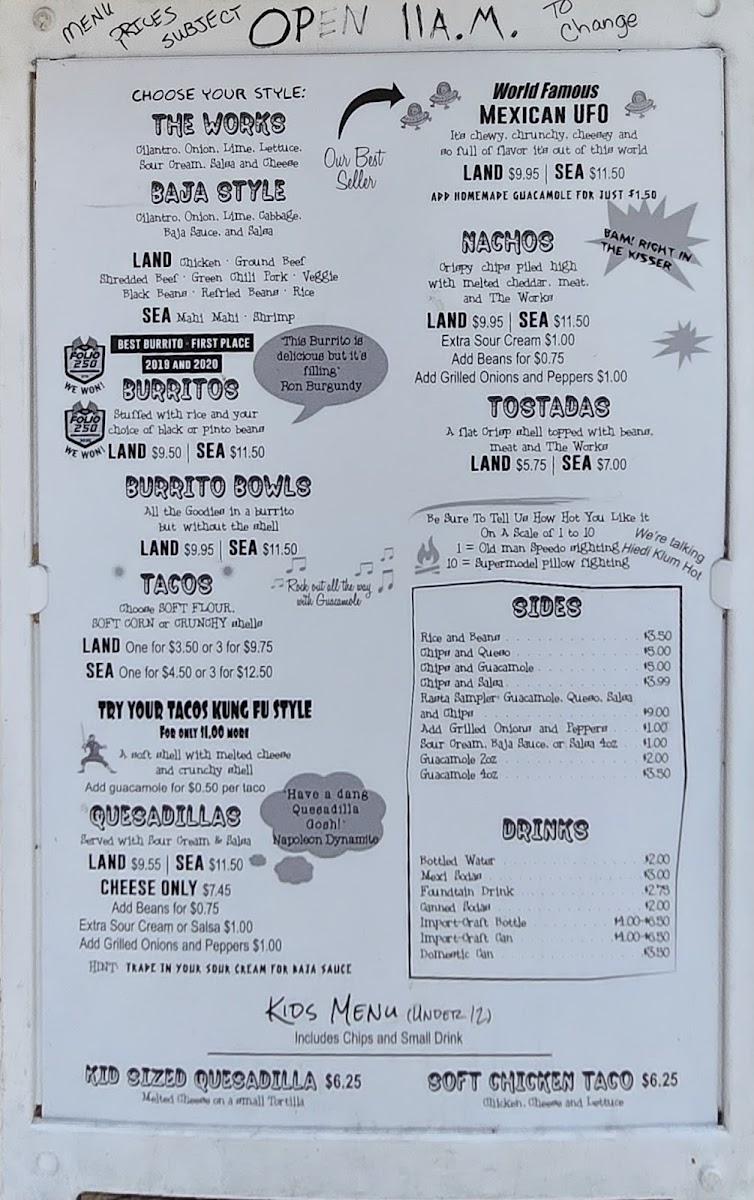 MENU PRICES SUBJECT TO Change
OPEN 11A.M.
CHOOSE YOUR STYLE:
THE WORKS
Cilantro, Onion, Lime, Lettuce,
Sour Cream, Salsa and Cheese
BAJA STYLE
Cilantro, Onion, Lime, Cabbage,
Baja Sauce, and Salsa
LAND Chicken · Ground Beef
Shredded Beef · Green Chili Pork · Veggie
Black Beans · Refried Beans · Rice
SEA Mahi Mahi · Shrimp
FOLIO 250
WE WON!
BEST BURRITO - FIRST PLACE
2019 AND 2020
BURRITOS
FOLIO 250
WE WON!
Stuffed with rice and your
choice of black or pinto beans
LAND $9.50 | SEA $11.50
"This Burrito is
delicious but it's
filling"
Ron Burgundy
BURRITO BOWLS
All the Goodies in a burrito
but without the shell
LAND $9.95 | SEA $11.50
Rock out all the way
with Guacamole
TACOS
Choose SOFT FLOUR,
SOFT CORN or CRUNCHY shells
LAND One for $3.50 or 3 for $9.75
SEA One for $4.50 or 3 for $12.50
TRY YOUR TACOS KUNG FU STYLE
FOR ONLY $1.00 MORE
A soft shell with melted cheese
and crunchy shell
Add guacamole for $0.50 per taco
QUESADILLAS
Served with Sour Cream & Salsa
LAND $9.55 | SEA $11.50
CHEESE ONLY $7.45
Add Beans for $0.75
Extra Sour Cream or Salsa $1.00
Add Grilled Onions and Peppers $1.00
HINT: TRADE IN YOUR SOUR CREAM FOR BAJA SAUCE
"Have a dang
Quesadilla
Gosh!"
Napoleon Dynamite
Our Best
Seller
World Famous
MEXICAN UFO
It's chewy, chrunchy, cheesey and
so full of flavor it's out of this world
LAND $9.95 | SEA $11.50
ADD HOMEMADE GUACAMOLE FOR JUST $1.50
BAM! RIGHT IN
THE KISSER
NACHOS
Crispy chips piled high
with melted cheddar, meat,
and The Works
LAND $9.95 | SEA $11.50
Extra Sour Cream $1.00
Add Beans for $0.75
Add Grilled Onions and Peppers $1.00
TOSTADAS
A flat Crisp shell topped with beans,
meat and The Works
LAND $5.75 | SEA $7.00
Be Sure To Tell Us How Hot You Like it
On A Scale of 1 to 10
1 = Old man Speedo sighting
10 = Supermodel pillow fighting
We're talking
Hiedi Klum Hot
SIDES
Rice and Beans $3.50
Chips and Queso $5.00
Chips and Guacamole $5.00
Chips and Salsa $3.99
Rasta Sampler: Guacamole, Queso, Salsa
and Chips $9.00
Add Grilled Onions and Peppers $1.00
Sour Cream, Baja Sauce, or Salsa 4oz $1.00
Guacamole 2oz $2.00
Guacamole 4oz $3.50
DRINKS
Bottled Water $2.00
Mexi Sodas $3.00
Foundtain Drink $2.75
Canned Sodas $2.00
Import-Craft Bottle $4.00-$6.50
Import-Craft Can $4.00-$6.50
Domestic Can $3.50
KIDS MENU (UNDER 12)
Includes Chips and Small Drink
KID SIZED QUESADILLA $6.25
Melted Cheese on a small Tortilla
SOFT CHICKEN TACO $6.25
Chicken, Cheese and Lettuce